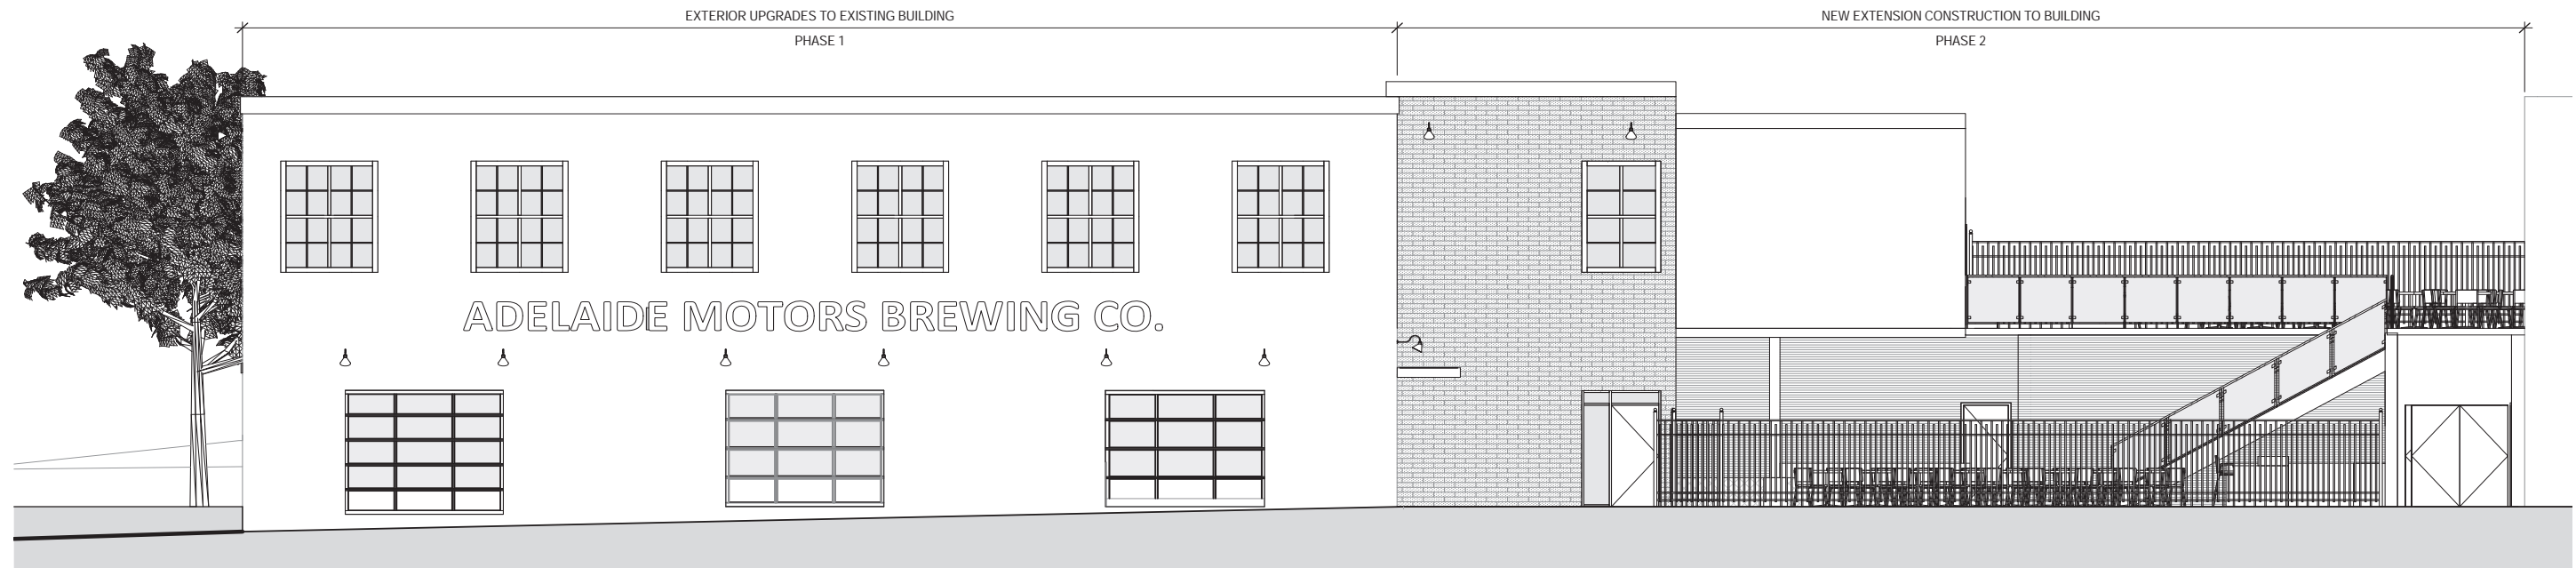 EXTERIOR UPGRADES TO EXISTING BUILDING
PHASE 1
NEW EXTENSION CONSTRUCTION TO BUILDING
PHASE 2
ADELAIDE MOTORS BREWING CO.